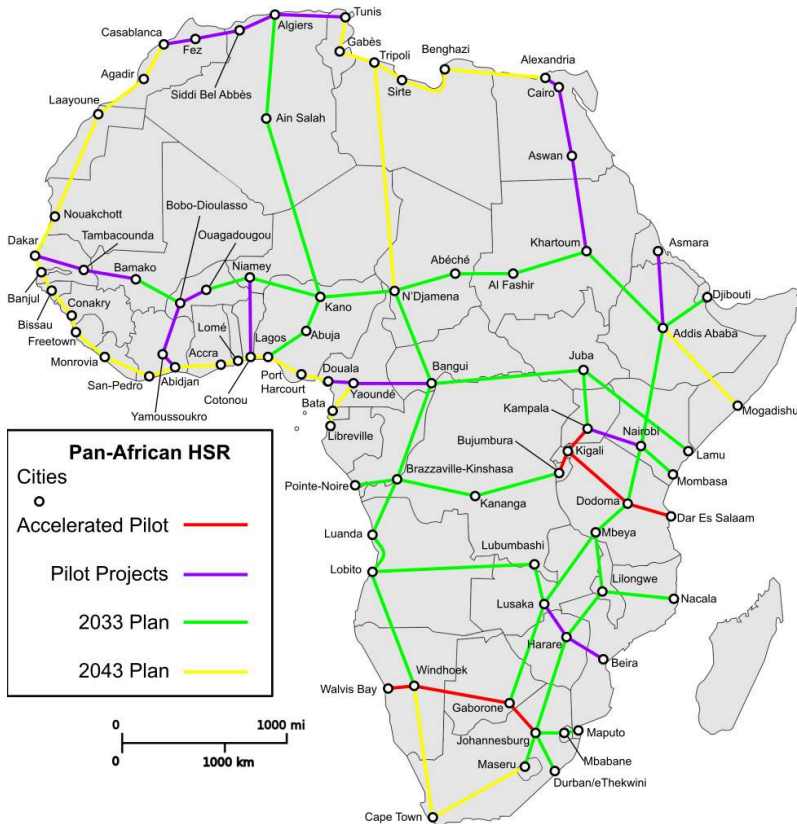 Tunis
Casablanca
Algiers
Fez
Gabès
Tripoli
Benghazi
Alexandria
Agadir
Siddi Bel Abbès
Sirte
Cairo
Laayoune
Ain Salah
Aswan
Nouakchott
Bobo-Dioulasso
Tambacounda
Ouagadougou
Dakar
Bamako
Niamey
Abéché
Khartoum
Asmara
Banjul
Al Fashir
Djibouti
Bissau
Conakry
Kano
N'Djamena
Freetown
Lomé
Lagos
Abuja
Addis Ababa
Monrovia
Accra
Port
Harcourt
Douala
Bangui
Juba
San-Pedro
Abidjan
Cotonou
Yaoundé
Yamoussoukro
Bata
Libreville
Kampala
Mogadishu
Bujumbura
Nairobi
Kigali
Lamu
Pan-African HSR
Cities
Accelerated Pilot
Pilot Projects
2033 Plan
2043 Plan
Brazzaville-Kinshasa
Mombasa
Pointe-Noire
Kananga
Dodoma
Dar Es Salaam
Luanda
Mbeya
Lubumbashi
Lobito
Lilongwe
Lusaka
Nacala
Harare
Beira
Windhoek
Walvis Bay
Gaborone
Johannesburg
Maputo
Mbabane
Maseru
Durban/eThekwini
Cape Town
0
1000 mi
0
1000 km